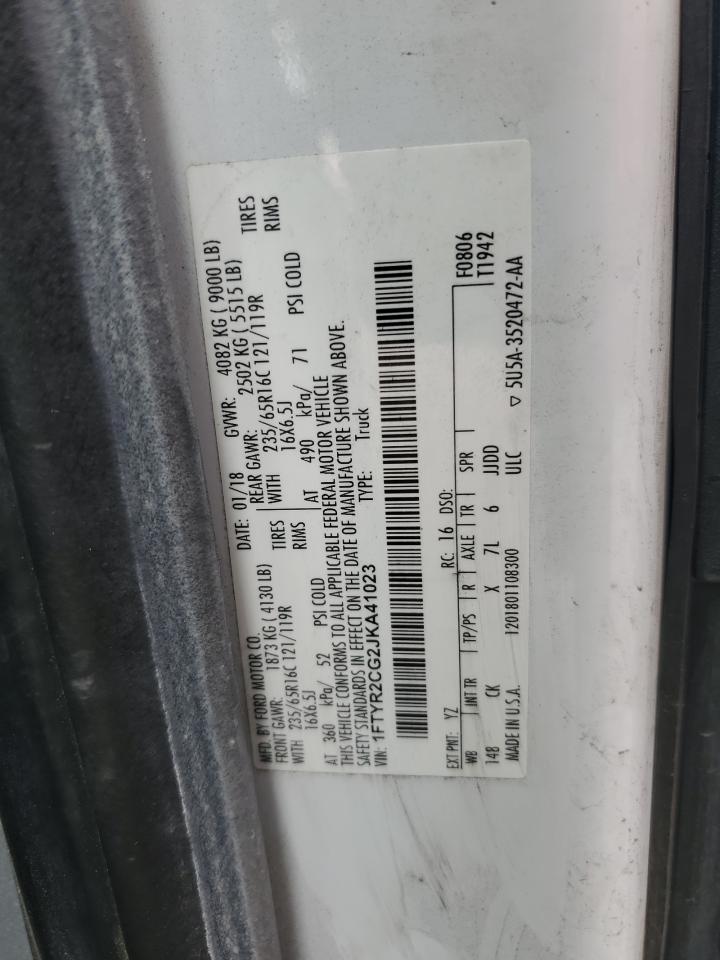 MFD. BY FORD MOTOR CO.
DATE: 01/18 GVWR: 4082 KG ( 9000 LB)
FRONT GAWR: 1873 KG ( 4130 LB) REAR GAWR: 2502 KG ( 5515 LB)
WITH 235/65R16C 121/119R TIRES WITH 235/65R16C 121/119R TIRES
16X6.5J RIMS 16X6.5J RIMS
AT 360 kPa/ 52 PSI COLD AT 490 kPa/ 71 PSI COLD
THIS VEHICLE CONFORMS TO ALL APPLICABLE FEDERAL MOTOR VEHICLE
SAFETY STANDARDS IN EFFECT ON THE DATE OF MANUFACTURE SHOWN ABOVE.
VIN: 1FTYR2CG2JKA41023 TYPE: Truck
EXT PNT: YZ RC: 16 DSO: F0806
WB INT TR TP/PS R AXLE TR SPR T1942
148 CK X 7L 6 JJDD
MADE IN U.S.A. 1201801108300 ULC ▽ 5U5A-3520472-AA